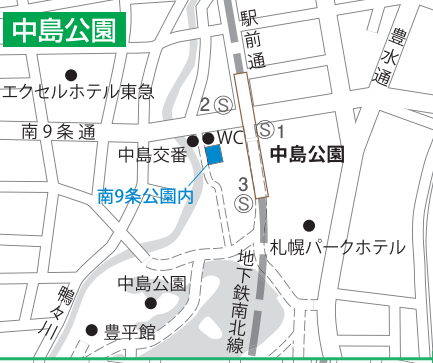 中島公園
駅前通
豊水通
エクセルホテル東急
2 Ⓢ
南9条通
WC
Ⓢ 1
中島交番
中島公園
3
Ⓢ
南9条公園内
札幌パークホテル
地下鉄南北線
中島公園
鴨々川
豊平館